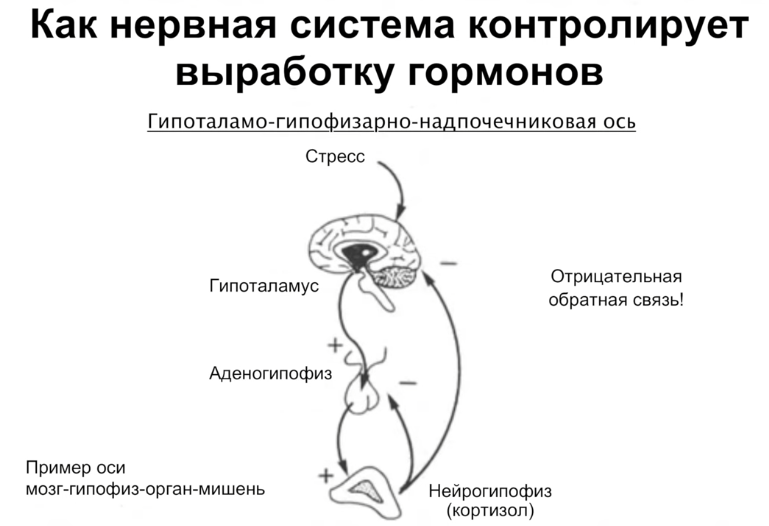 Как нервная система контролирует
выработку гормонов
Гипоталамо-гипофизарно-надпочечниковая ось
Стресс
−
Гипоталамус
Отрицательная
обратная связь!
+
Аденогипофиз
−
Пример оси
мозг-гипофиз-орган-мишень
+
Нейрогипофиз
(кортизол)